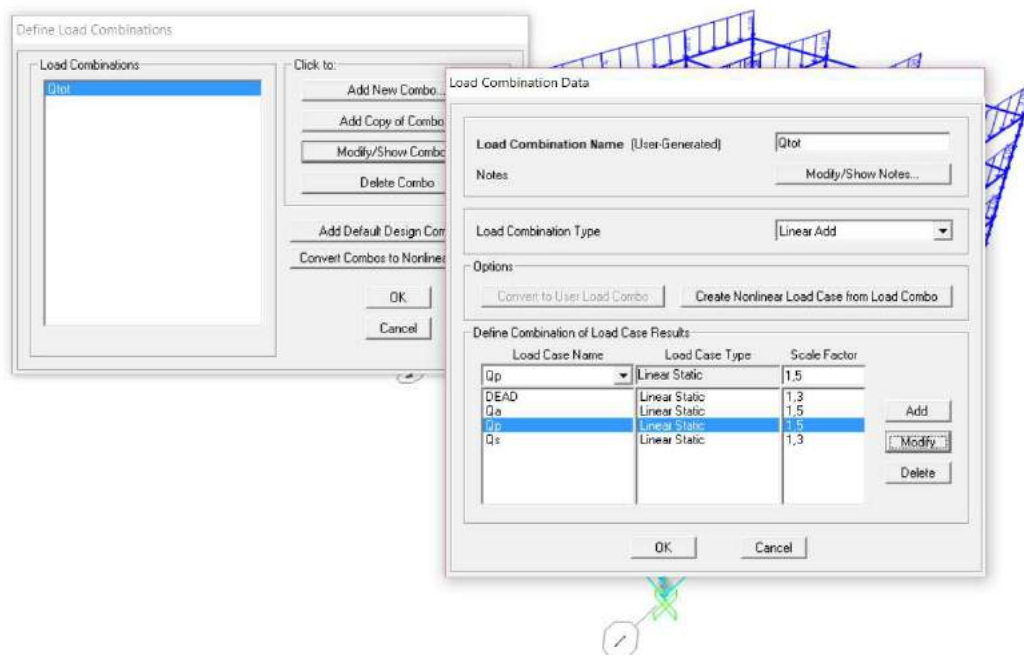 Define Load Combinations
Load Combinations
Qtot
Click to:
Add New Combo...
Add Copy of Combo
Modify/Show Combo
Delete Combo
Add Default Design Com
Convert Combos to Nonlinea
OK
Cancel
Load Combination Data
Load Combination Name (User-Generated)
Qtot
Notes
Modify/Show Notes...
Load Combination Type
Linear Add
Options
Convert to User Load Combo
Create Nonlinear Load Case from Load Combo
Define Combination of Load Case Results
Load Case Name Load Case Type Scale Factor
Qp Linear Static 1,5
DEAD Linear Static 1,3
Qa Linear Static 1,5
Qp Linear Static 1,5
Qs Linear Static 1,3
Add
Modify
Delete
OK
Cancel